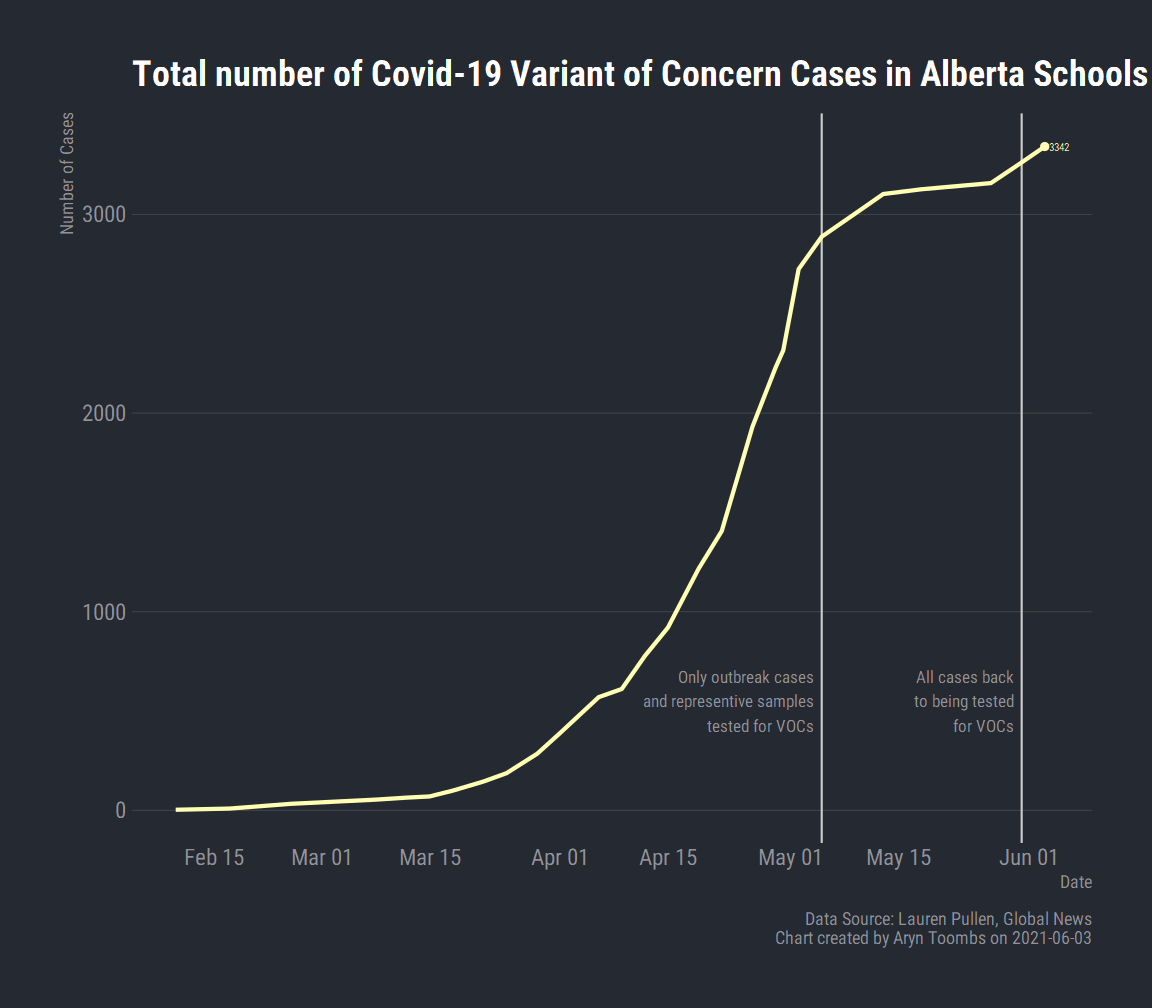 Total number of Covid-19 Variant of Concern Cases in Alberta Schools
Number of Cases
3342
3000
2000
1000
0
Only outbreak cases
and representive samples
tested for VOCs
All cases back
to being tested
for VOCs
Feb 15
Mar 01
Mar 15
Apr 01
Apr 15
May 01
May 15
Jun 01
Date
Data Source: Lauren Pullen, Global News
Chart created by Aryn Toombs on 2021-06-03